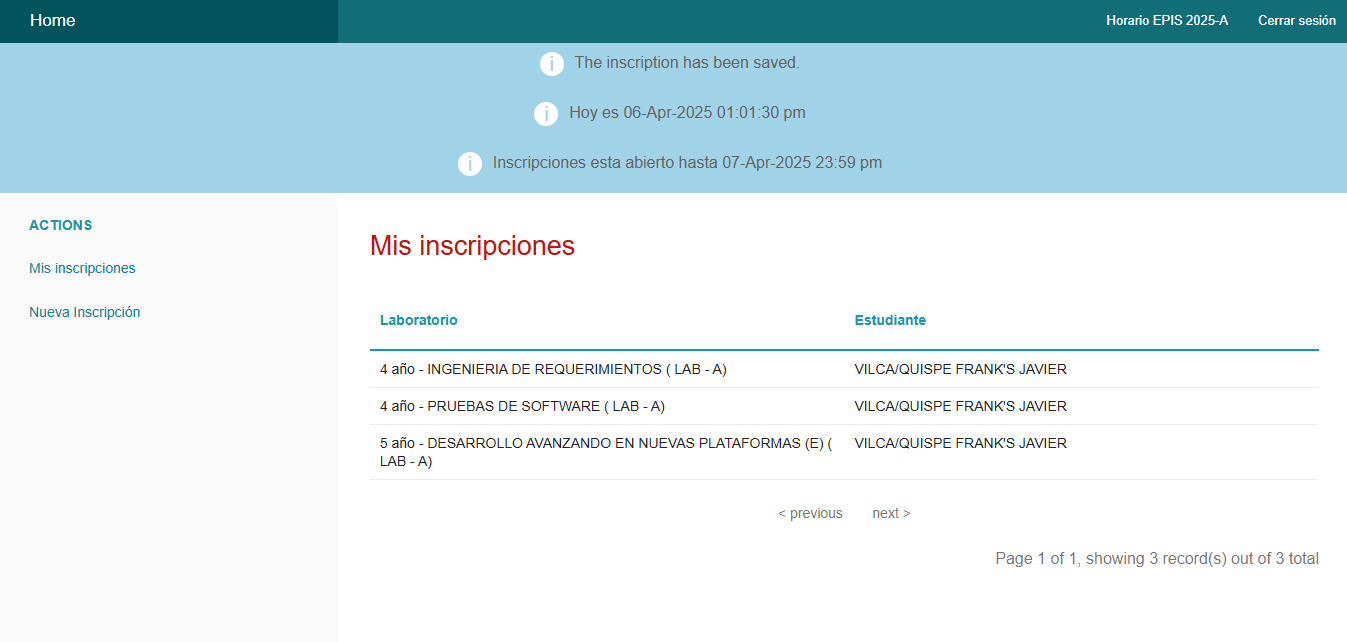 Home
Horario EPIS 2025-A
Cerrar sesión
The inscription has been saved.
Hoy es 06-Apr-2025 01:01:30 pm
Inscripciones esta abierto hasta 07-Apr-2025 23:59 pm
ACTIONS
Mis inscripciones
Nueva Inscripción
Mis inscripciones
Laboratorio
Estudiante
4 año - INGENIERIA DE REQUERIMIENTOS ( LAB - A)
VILCA/QUISPE FRANK'S JAVIER
4 año - PRUEBAS DE SOFTWARE ( LAB - A)
VILCA/QUISPE FRANK'S JAVIER
5 año - DESARROLLO AVANZANDO EN NUEVAS PLATAFORMAS (E) (
LAB - A)
VILCA/QUISPE FRANK'S JAVIER
< previous
next >
Page 1 of 1, showing 3 record(s) out of 3 total